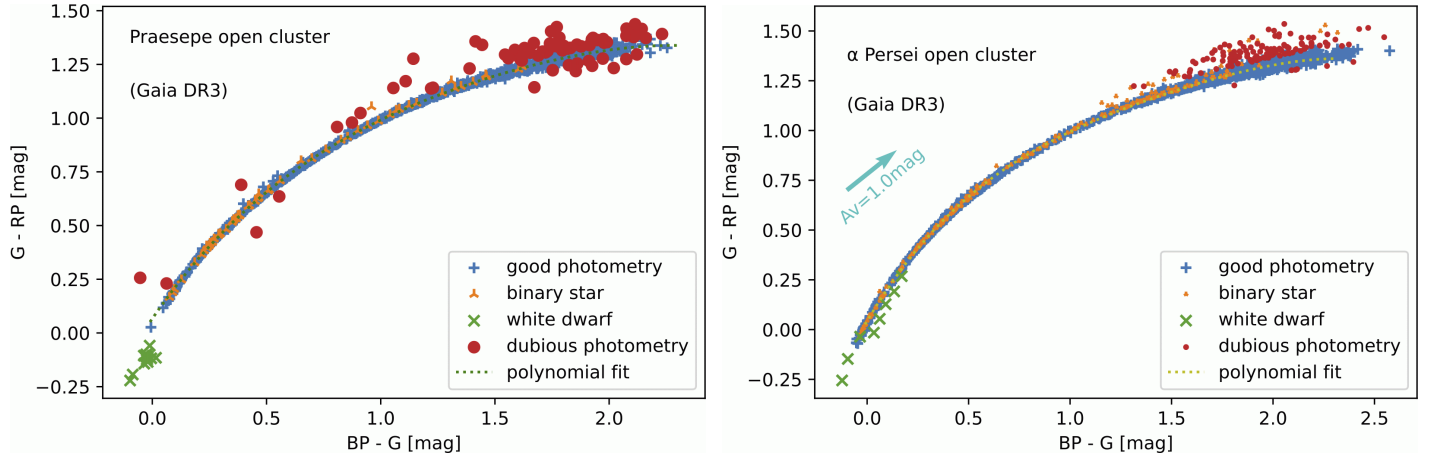 Praesepe open cluster
(Gaia DR3)
G - RP [mag]
1.50
1.25
1.00
0.75
0.50
0.25
0.00
−0.25
good photometry
binary star
white dwarf
dubious photometry
polynomial fit
0.0
0.5
1.0
1.5
2.0
BP - G [mag]
α Persei open cluster
(Gaia DR3)
Av=1.0mag
G - RP [mag]
1.50
1.25
1.00
0.75
0.50
0.25
0.00
−0.25
good photometry
binary star
white dwarf
dubious photometry
polynomial fit
0.0
0.5
1.0
1.5
2.0
2.5
BP - G [mag]